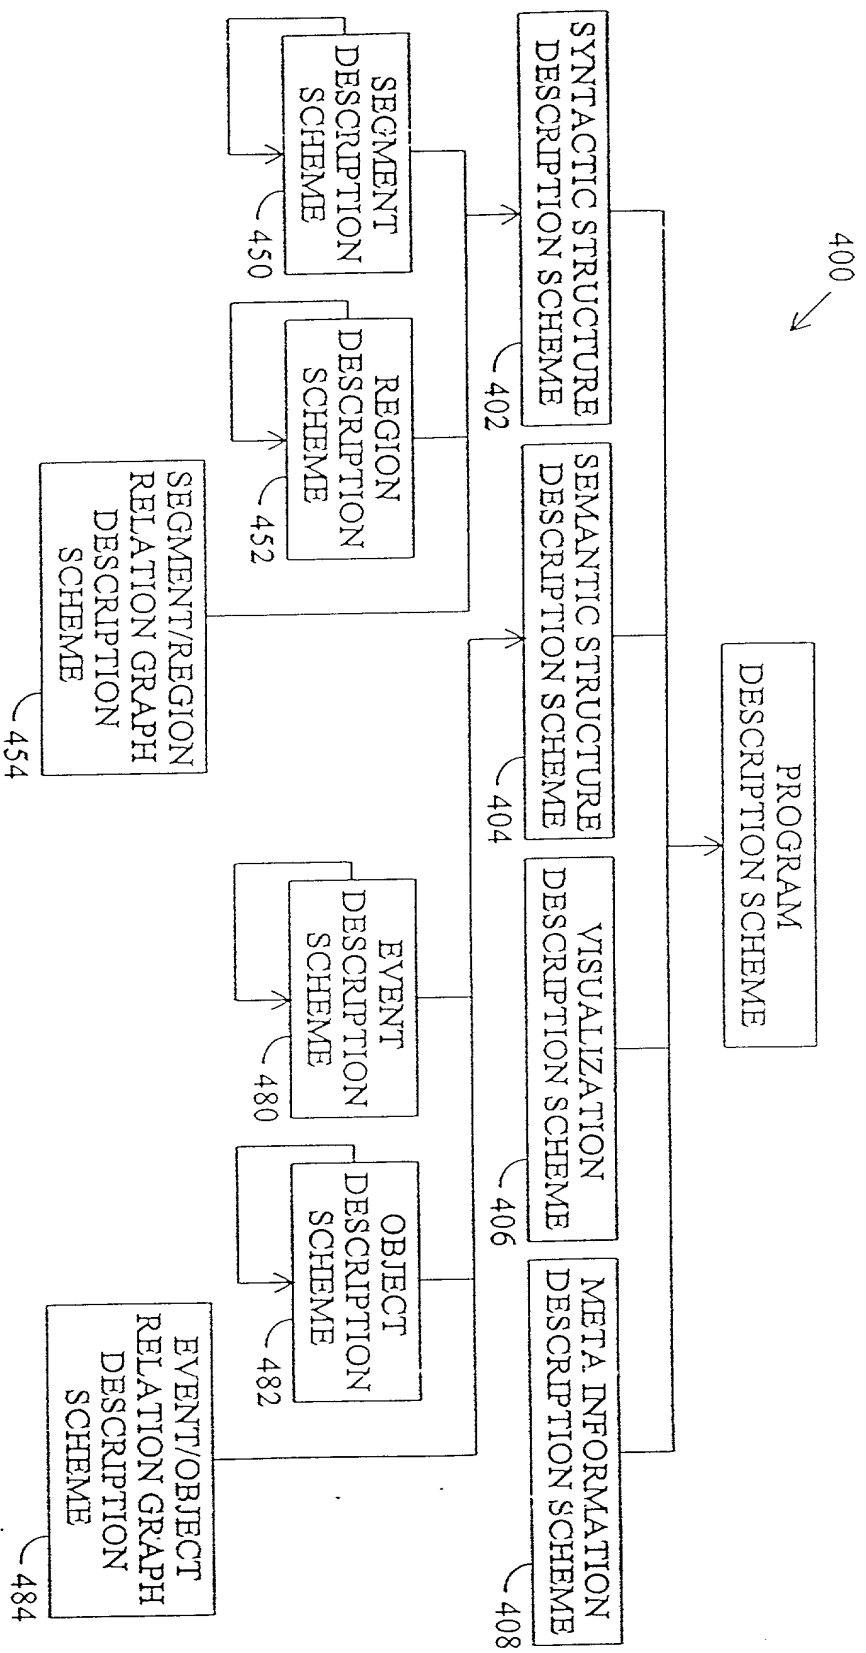 400
PROGRAM
DESCRIPTION SCHEME
SYNTACTIC STRUCTURE
DESCRIPTION SCHEME
402
SEMANTIC STRUCTURE
DESCRIPTION SCHEME
404
VISUALIZATION
DESCRIPTION SCHEME
406
META INFORMATION
DESCRIPTION SCHEME
408
SEGMENT
DESCRIPTION
SCHEME
450
REGION
DESCRIPTION
SCHEME
452
SEGMENT/REGION
RELATION GRAPH
DESCRIPTION
SCHEME
454
EVENT
DESCRIPTION
SCHEME
480
OBJECT
DESCRIPTION
SCHEME
482
EVENT/OBJECT
RELATION GRAPH
DESCRIPTION
SCHEME
484